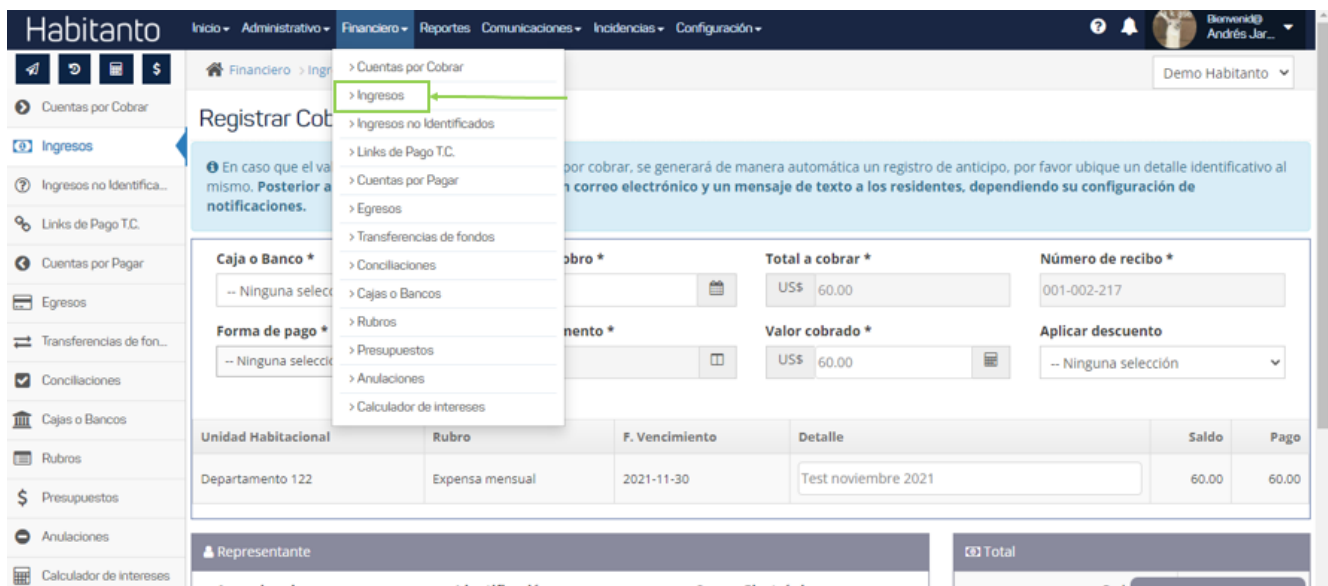 Habitanto
Inicio Administrativo Financiero Reportes Comunicaciones Incidencias Configuración
Bienvenid@
Andrés Jar...
$
Financiero > Ingr
Demo Habitanto
Cuentas por Cobrar
Ingresos
Ingresos no Identifica...
Links de Pago T.C.
Cuentas por Pagar
Egresos
Transferencias de fon...
Conciliaciones
Cajas o Bancos
Rubros
Presupuestos
Anulaciones
Calculador de intereses
> Cuentas por Cobrar
> Ingresos
> Ingresos no Identificados
> Links de Pago T.C.
> Cuentas por Pagar
> Egresos
> Transferencias de fondos
> Conciliaciones
> Cajas o Bancos
> Rubros
> Presupuestos
> Anulaciones
> Calculador de intereses
Registrar Cob
En caso que el va por cobrar, se generará de manera automática un registro de anticipo, por favor ubique un detalle identificativo al
mismo. Posterior a n correo electrónico y un mensaje de texto a los residentes, dependiendo su configuración de
notificaciones.
Caja o Banco * obro * Total a cobrar * Número de recibo *
-- Ninguna selecc US$ 60.00 001-002-217
Forma de pago * mento * Valor cobrado * Aplicar descuento
-- Ninguna selecció US$ 60.00 -- Ninguna selección
Unidad Habitacional Rubro F. Vencimiento Detalle Saldo Pago
Departamento 122 Expensa mensual 2021-11-30 Test noviembre 2021 60.00 60.00
Representante Total